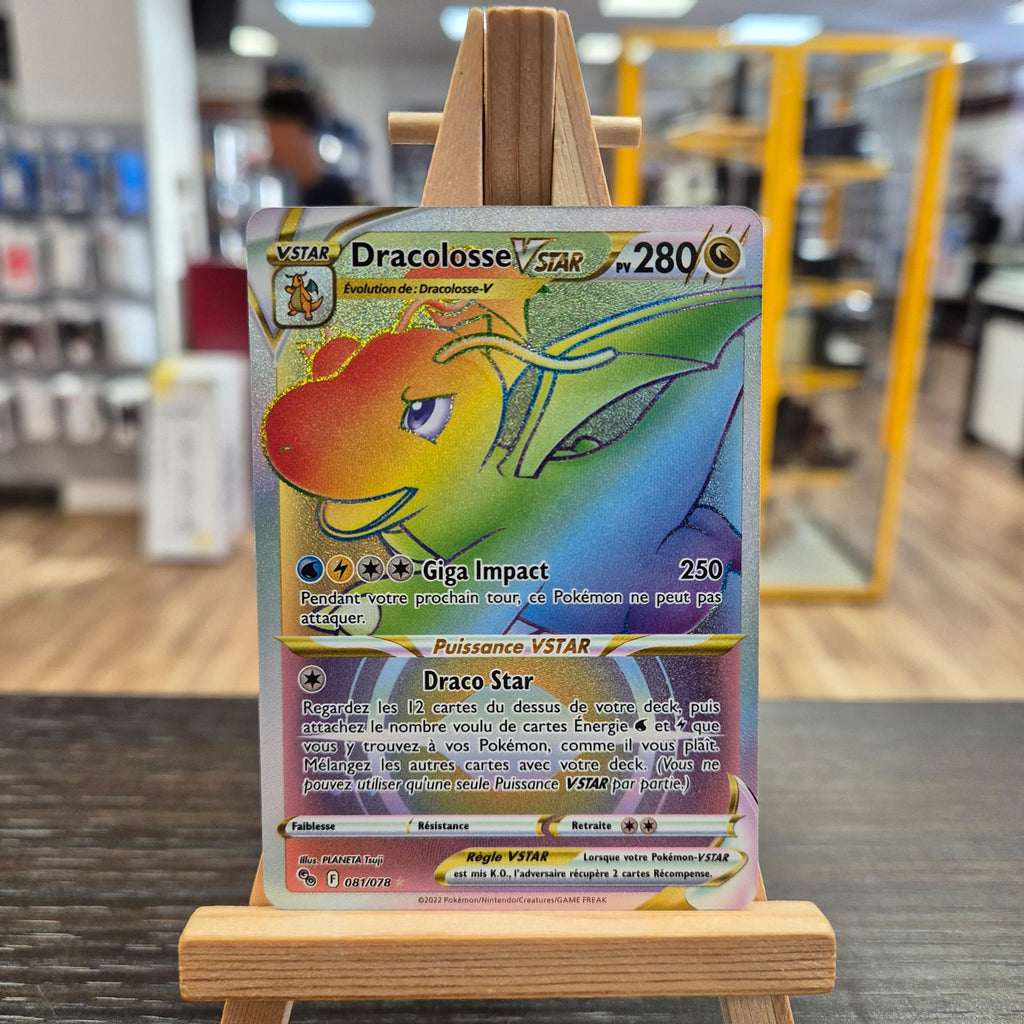 VSTAR Dracolosse VSTAR PV 280
Évolution de : Dracolosse-V
Giga Impact 250
Pendant votre prochain tour, ce Pokémon ne peut pas
attaquer.
Puissance VSTAR
Draco Star
Regardez les 12 cartes du dessus de votre deck, puis
attachez le nombre voulu de cartes Énergie et que
vous y trouvez à vos Pokémon, comme il vous plaît.
Mélangez les autres cartes avec votre deck. (Vous ne
pouvez utiliser qu'une seule Puissance VSTAR par partie.)
Faiblesse Résistance Retraite
Illus. PLANETA Tsuji
Règle VSTAR Lorsque votre Pokémon-VSTAR
est mis K.O., l'adversaire récupère 2 cartes Récompense.
GO F 081/078
©2022 Pokémon/Nintendo/Creatures/GAME FREAK